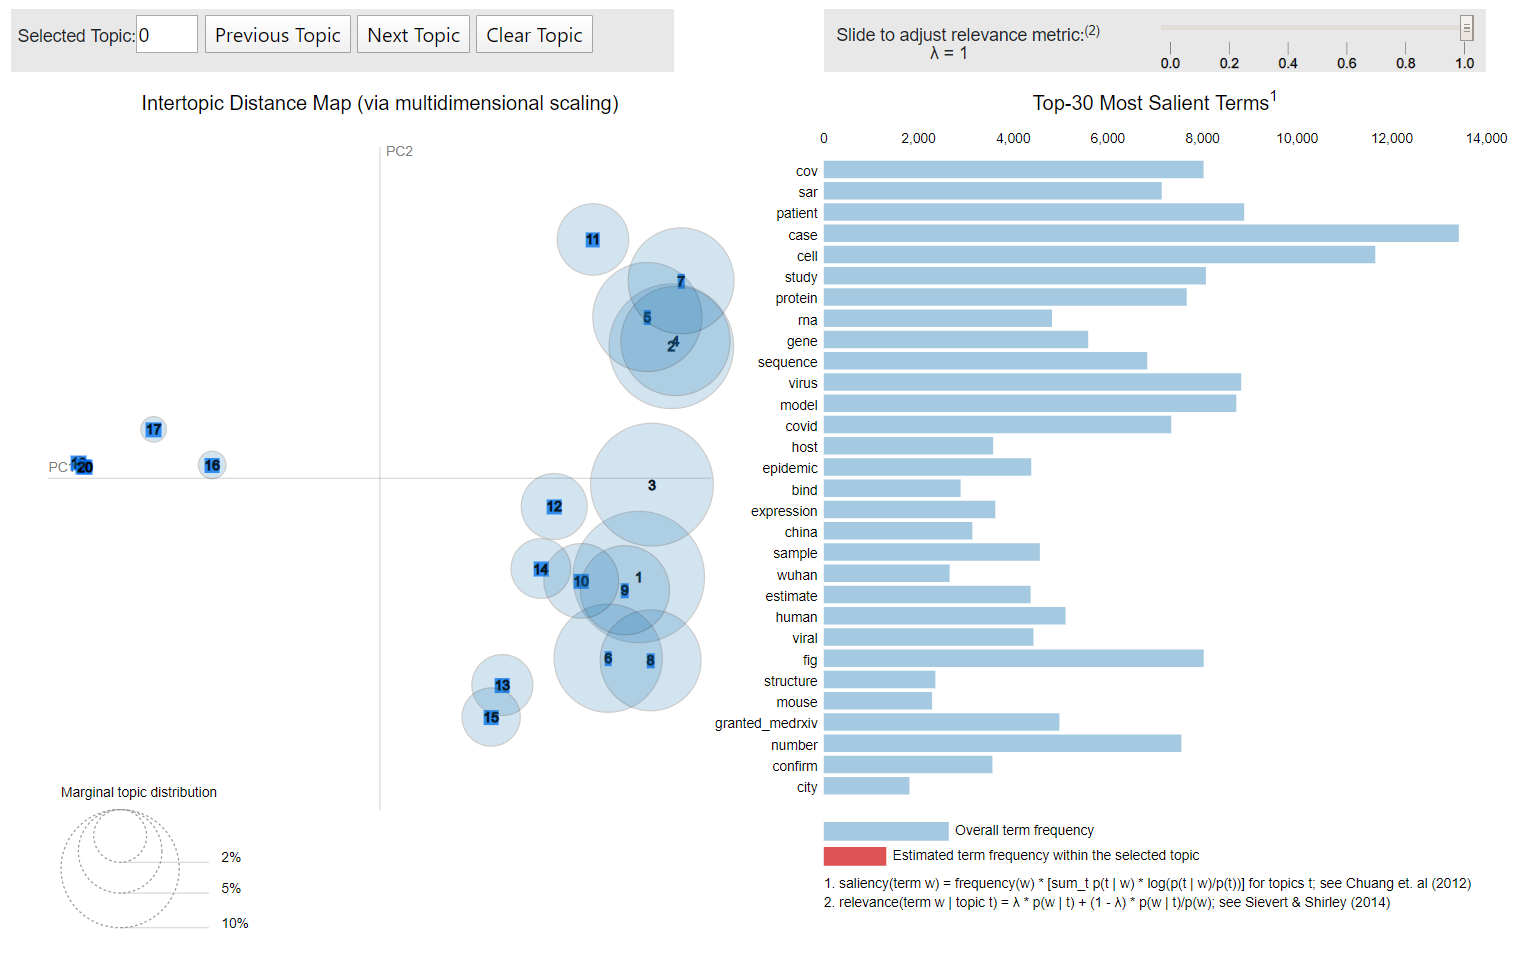 Selected Topic: 0 Previous Topic Next Topic Clear Topic
Slide to adjust relevance metric:(2)
λ = 1
0.0 0.2 0.4 0.6 0.8 1.0
Intertopic Distance Map (via multidimensional scaling)
PC2
PC1
11
7
5
4
2
17
20
16
3
12
14
10
1
9
6
8
13
15
Marginal topic distribution
2%
5%
10%
Top-30 Most Salient Terms1
0 2,000 4,000 6,000 8,000 10,000 12,000 14,000
cov
sar
patient
case
cell
study
protein
rna
gene
sequence
virus
model
covid
host
epidemic
bind
expression
china
sample
wuhan
estimate
human
viral
fig
structure
mouse
granted_medrxiv
number
confirm
city
Overall term frequency
Estimated term frequency within the selected topic
1. saliency(term w) = frequency(w) * [sum_t p(t | w) * log(p(t | w)/p(t))] for topics t; see Chuang et. al (2012)
2. relevance(term w | topic t) = λ * p(w | t) + (1 - λ) * p(w | t)/p(w); see Sievert & Shirley (2014)